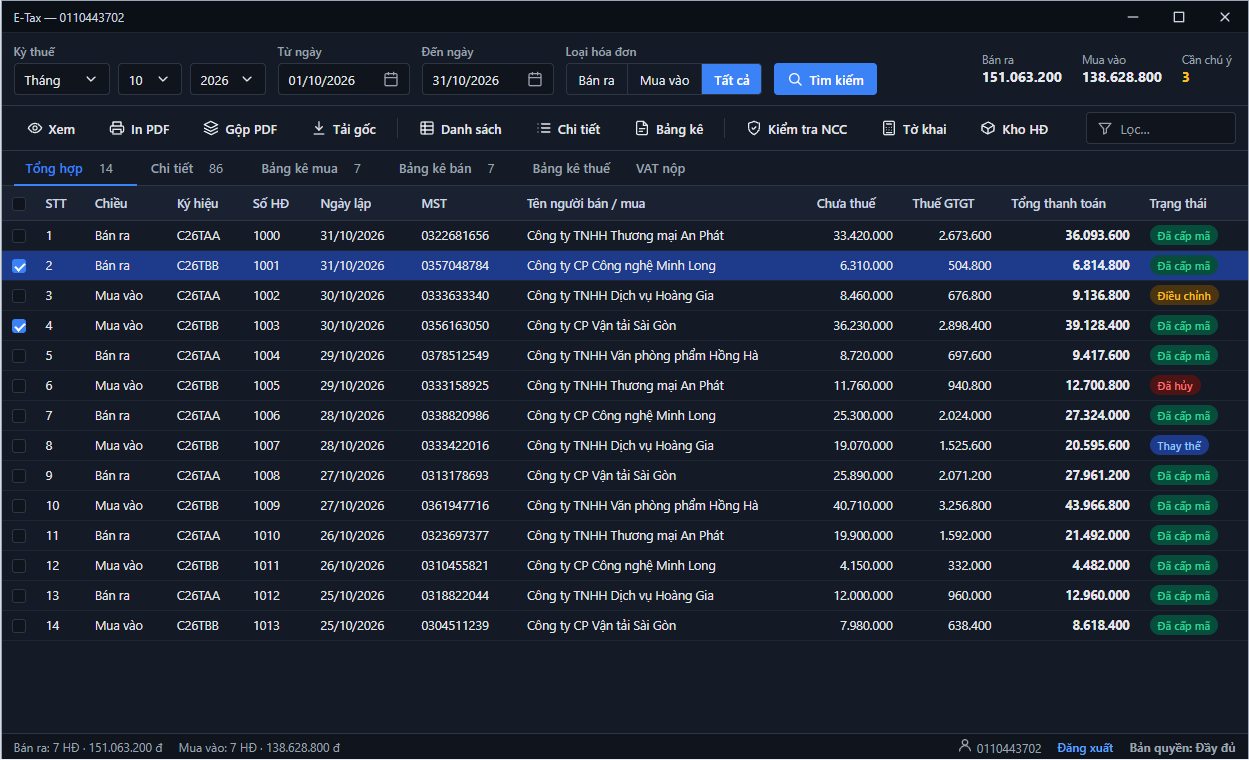 E-Tax — 0110443702
Kỳ thuế
Từ ngày
Đến ngày
Loại hóa đơn
Tháng
10
2026
01/10/2026
31/10/2026
Bán ra
Mua vào
Tất cả
Tìm kiếm
Bán ra
151.063.200
Mua vào
138.628.800
Cần chú ý
3
Xem
In PDF
Gộp PDF
Tải gốc
Danh sách
Chi tiết
Bảng kê
Kiểm tra NCC
Tờ khai
Kho HĐ
Lọc...
Tổng hợp 14
Chi tiết 86
Bảng kê mua 7
Bảng kê bán 7
Bảng kê thuế
VAT nộp
STT Chiều Ký hiệu Số HĐ Ngày lập MST Tên người bán / mua Chưa thuế Thuế GTGT Tổng thanh toán Trạng thái
1 Bán ra C26TAA 1000 31/10/2026 0322681656 Công ty TNHH Thương mại An Phát 33.420.000 2.673.600 36.093.600 Đã cấp mã
2 Bán ra C26TBB 1001 31/10/2026 0357048784 Công ty CP Công nghệ Minh Long 6.310.000 504.800 6.814.800 Đã cấp mã
3 Mua vào C26TAA 1002 30/10/2026 0333633340 Công ty TNHH Dịch vụ Hoàng Gia 8.460.000 676.800 9.136.800 Điều chỉnh
4 Mua vào C26TBB 1003 30/10/2026 0356163050 Công ty CP Vận tải Sài Gòn 36.230.000 2.898.400 39.128.400 Đã cấp mã
5 Bán ra C26TAA 1004 29/10/2026 0378512549 Công ty TNHH Văn phòng phẩm Hồng Hà 8.720.000 697.600 9.417.600 Đã cấp mã
6 Mua vào C26TBB 1005 29/10/2026 0333158925 Công ty TNHH Thương mại An Phát 11.760.000 940.800 12.700.800 Đã hủy
7 Bán ra C26TAA 1006 28/10/2026 0338820986 Công ty CP Công nghệ Minh Long 25.300.000 2.024.000 27.324.000 Đã cấp mã
8 Mua vào C26TBB 1007 28/10/2026 0333422016 Công ty TNHH Dịch vụ Hoàng Gia 19.070.000 1.525.600 20.595.600 Thay thế
9 Bán ra C26TAA 1008 27/10/2026 0313178693 Công ty CP Vận tải Sài Gòn 25.890.000 2.071.200 27.961.200 Đã cấp mã
10 Mua vào C26TBB 1009 27/10/2026 0361947716 Công ty TNHH Văn phòng phẩm Hồng Hà 40.710.000 3.256.800 43.966.800 Đã cấp mã
11 Bán ra C26TAA 1010 26/10/2026 0323697377 Công ty TNHH Thương mại An Phát 19.900.000 1.592.000 21.492.000 Đã cấp mã
12 Mua vào C26TBB 1011 26/10/2026 0310455821 Công ty CP Công nghệ Minh Long 4.150.000 332.000 4.482.000 Đã cấp mã
13 Bán ra C26TAA 1012 25/10/2026 0318822044 Công ty TNHH Dịch vụ Hoàng Gia 12.000.000 960.000 12.960.000 Đã cấp mã
14 Mua vào C26TBB 1013 25/10/2026 0304511239 Công ty CP Vận tải Sài Gòn 7.980.000 638.400 8.618.400 Đã cấp mã
Bán ra: 7 HĐ · 151.063.200 đ Mua vào: 7 HĐ · 138.628.800 đ
0110443702 Đăng xuất Bản quyền: Đầy đủ